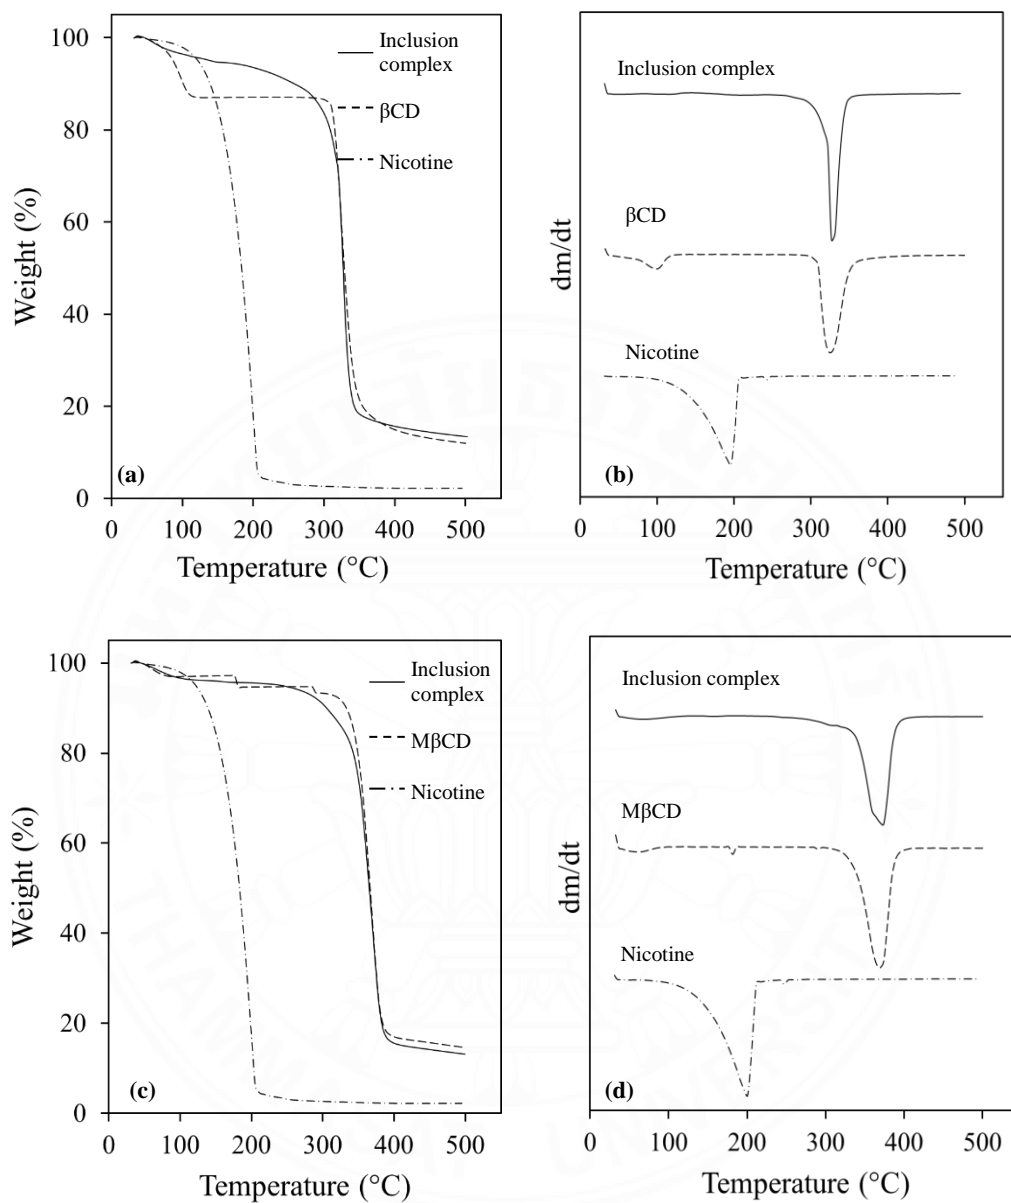 100
80
60
40
20
0
Weight (%)
Inclusion
complex
βCD
Nicotine
(a)
0
100
200
300
400
500
Temperature (°C)
dm/dt
Inclusion complex
βCD
Nicotine
(b)
0
100
200
300
400
500
Temperature (°C)
100
80
60
40
20
0
Weight (%)
Inclusion
complex
MβCD
Nicotine
(c)
0
100
200
300
400
500
Temperature (°C)
dm/dt
Inclusion complex
MβCD
Nicotine
(d)
0
100
200
300
400
500
Temperature (°C)
THAMMASAT UNIVERSITY